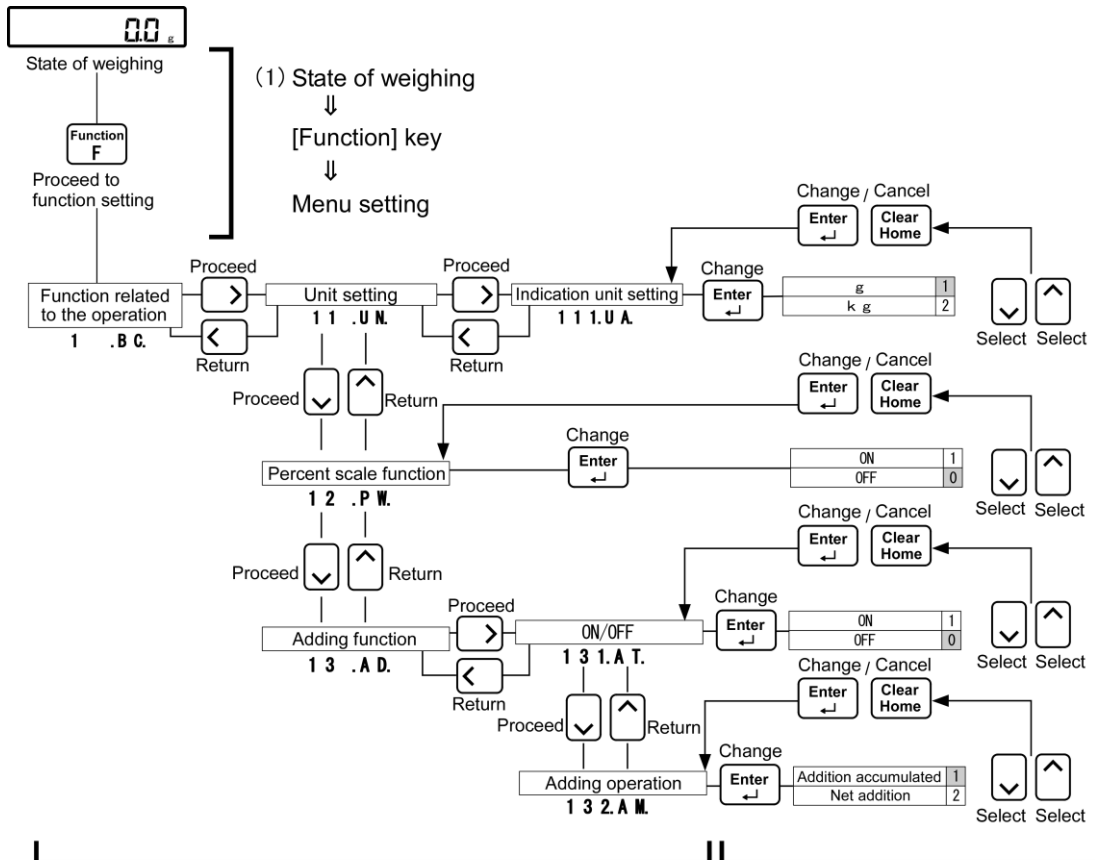 0.0 g
State of weighing
Function
F
Proceed to
function setting
(1) State of weighing
⇓
[Function] key
⇓
Menu setting
Change / Cancel
Enter
Clear
Home
Proceed
Proceed
Change
Function related
to the operation
1 .B C.
Unit setting
1 1 .U N.
Indication unit setting
1 1 1.U A.
Enter
g 1
k g 2
Return
Return
Select Select
Proceed
Return
Change / Cancel
Enter
Clear
Home
Change
Percent scale function
1 2 .P W.
Enter
ON 1
OFF 0
Select Select
Proceed
Return
Change / Cancel
Enter
Clear
Home
Proceed
Change
Adding function
1 3 .A D.
ON/OFF
1 3 1.A T.
Enter
ON 1
OFF 0
Return
Select Select
Proceed
Return
Change / Cancel
Enter
Clear
Home
Change
Adding operation
1 3 2.A M.
Enter
Addition accumulated 1
Net addition 2
Select Select